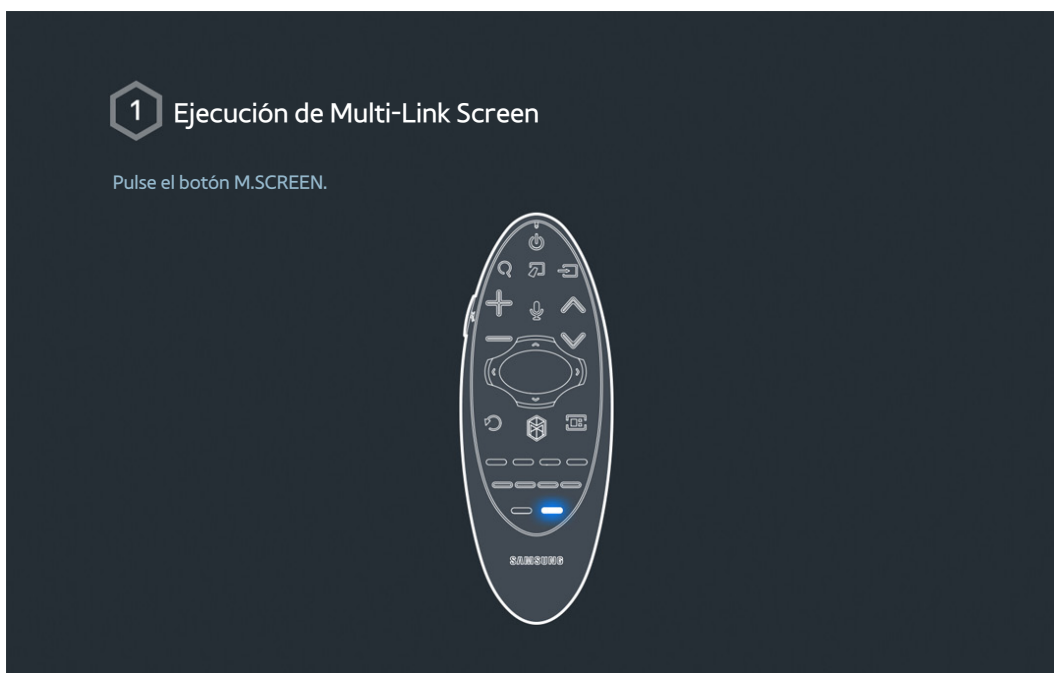 1 Ejecución de Multi-Link Screen
Pulse el botón M.SCREEN.
SAMSUNG